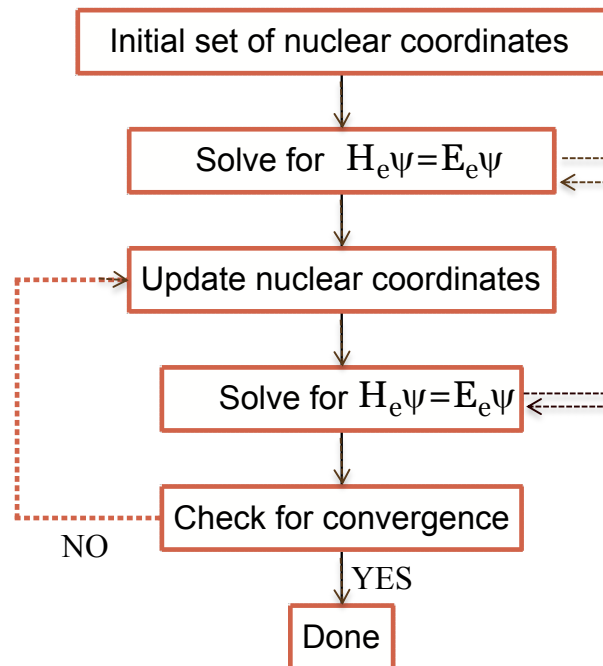 Initial set of nuclear coordinates
Solve for Hₑψ=Eₑψ
Update nuclear coordinates
Solve for Hₑψ=Eₑψ
Check for convergence
NO
YES
Done